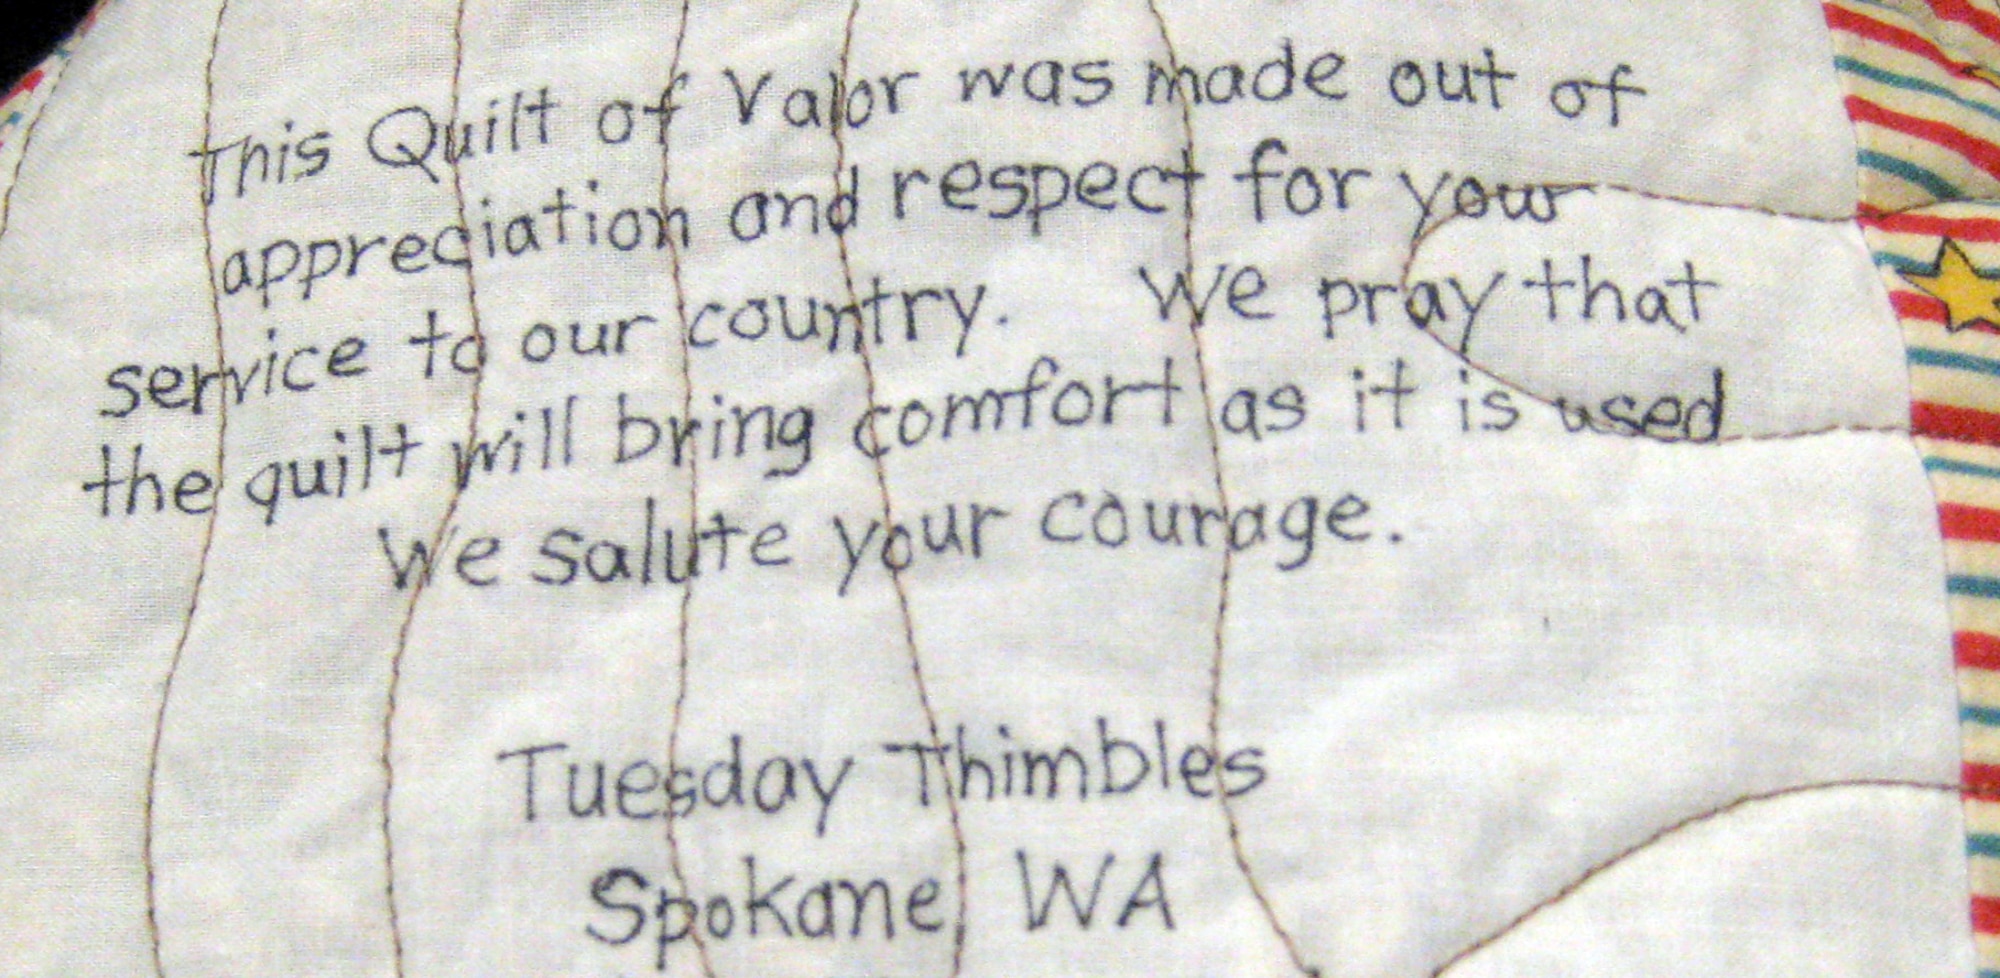 This Quilt of Valor was made out of
appreciation and respect for your
service to our country. We pray that
the quilt will bring comfort as it is used
We salute your courage.
Tuesday Thimbles
Spokane, WA